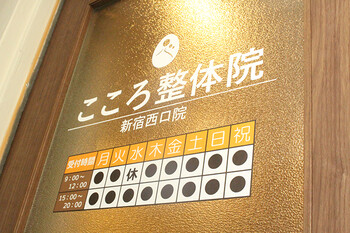 こころ整体院
新宿西口院
受付時間 月 火 水 木 金 土 日 祝
9:00〜12:00 ● ● 休 ● ● ● ● ●
15:00〜20:00 ● ● ● ● ● ● ● ●